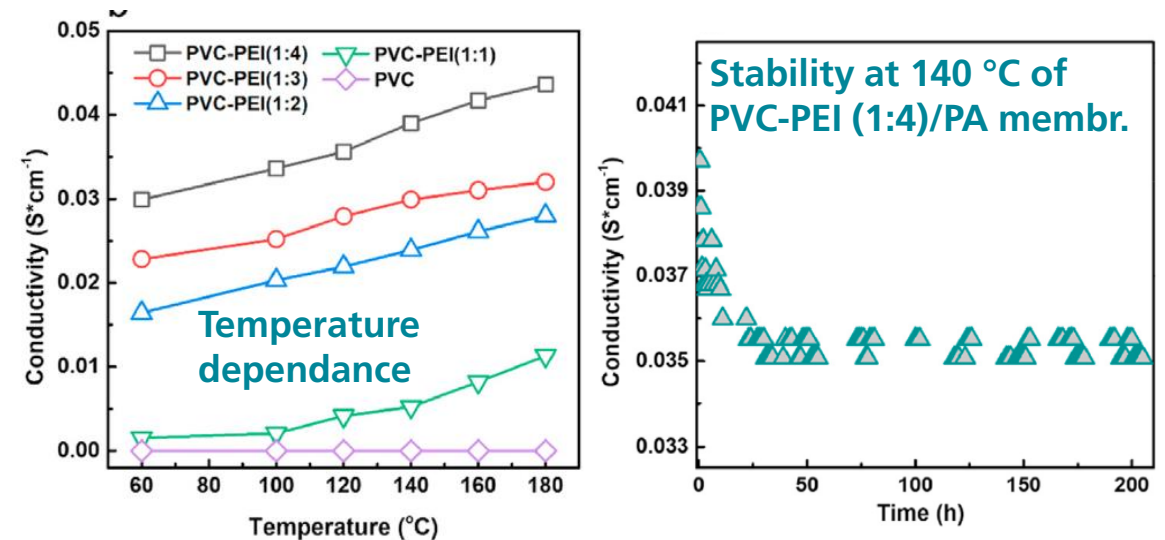 b
0.05
0.04
0.03
0.02
0.01
0.00
Conductivity (S*cm⁻¹)
PVC-PEI(1:4)
PVC-PEI(1:1)
PVC-PEI(1:3)
PVC
PVC-PEI(1:2)
Temperature
dependance
60 80 100 120 140 160 180
Temperature (°C)
Stability at 140 °C of
PVC-PEI (1:4)/PA membr.
0.041
0.039
0.037
0.035
0.033
Conductivity (S*cm⁻¹)
0 50 100 150 200
Time (h)